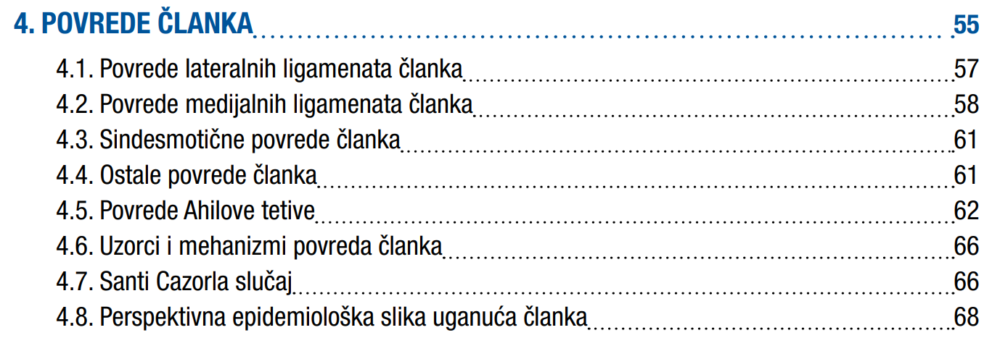 4. POVREDE ČLANKA 55
4.1. Povrede lateralnih ligamenata članka 57
4.2. Povrede medijalnih ligamenata članka 58
4.3. Sindesmotične povrede članka 61
4.4. Ostale povrede članka 61
4.5. Povrede Ahilove tetive 62
4.6. Uzorci i mehanizmi povreda članka 66
4.7. Santi Cazorla slučaj 66
4.8. Perspektivna epidemiološka slika uganuća članka 68